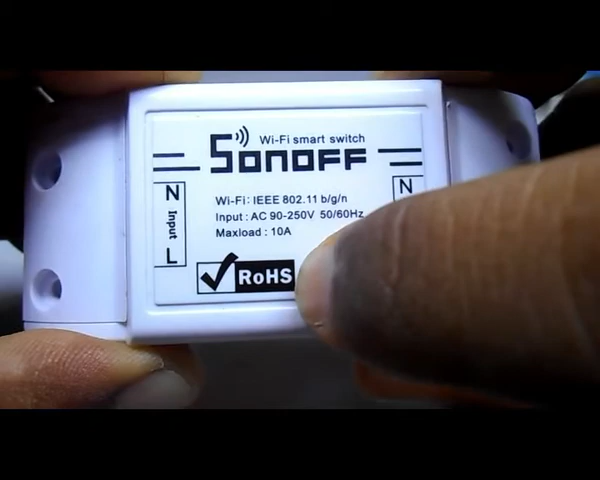 Wi-Fi smart switch
SONOFF
N
Input
L
N
Wi-Fi: IEEE 802.11 b/g/n
Input : AC 90-250V 50/60Hz
Maxload : 10A
RoHS